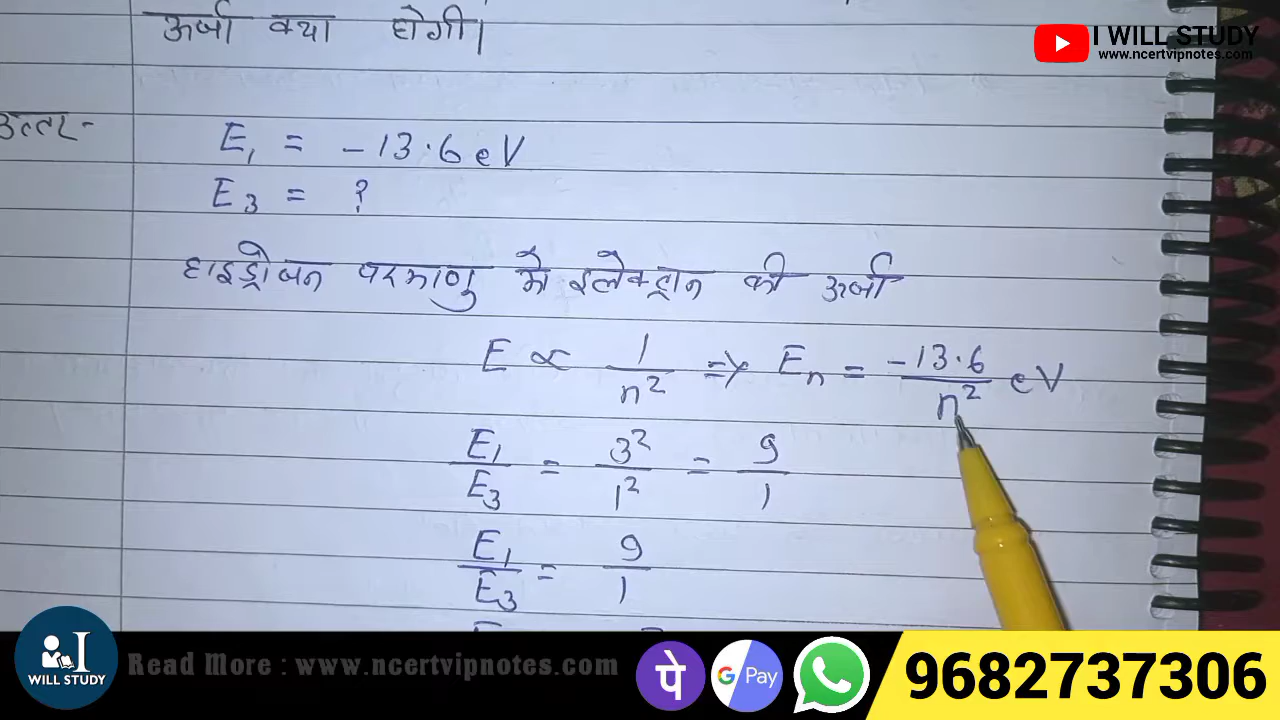 ऊर्जा क्या होगी।
I WILL STUDY
www.ncertvipnotes.com
उत्तर-
E₁ = -13.6 eV
E₃ = ?
हाइड्रोजन परमाणु मे इलेक्ट्रान की ऊर्जा
E ∝ 1/n² => Eₙ = -13.6/n² eV
E₁/E₃ = 3²/1² = 9/1
E₁/E₃ = 9/1
I WILL STUDY
Read More : www.ncertvipnotes.com
पे
G Pay
9682737306